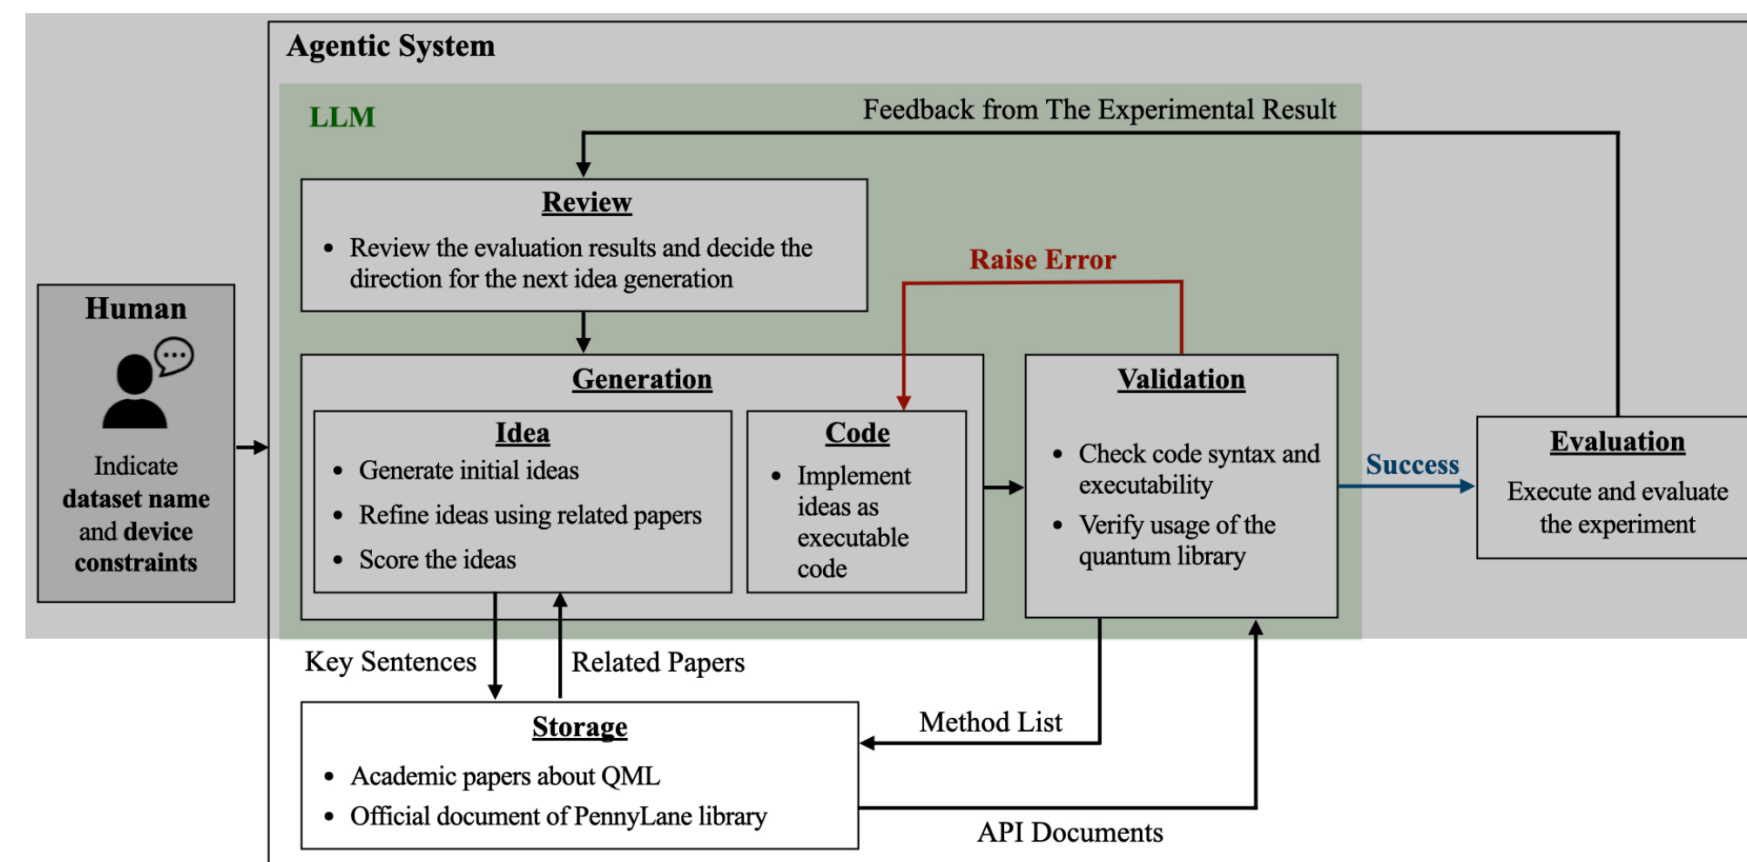 Agentic System
LLM
Feedback from The Experimental Result
Review
• Review the evaluation results and decide the
direction for the next idea generation
Raise Error
Human
Indicate
dataset name
and device
constraints
Generation
Idea
• Generate initial ideas
• Refine ideas using related papers
• Score the ideas
Code
• Implement
ideas as
executable
code
Validation
• Check code syntax and
executability
• Verify usage of the
quantum library
Success
Evaluation
Execute and evaluate
the experiment
Key Sentences
Related Papers
Storage
• Academic papers about QML
• Official document of PennyLane library
Method List
API Documents